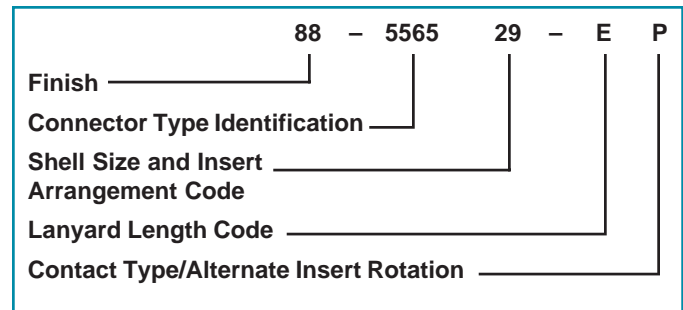 88 – 5565 29 – E P
Finish
Connector Type Identification
Shell Size and Insert
Arrangement Code
Lanyard Length Code
Contact Type/Alternate Insert Rotation